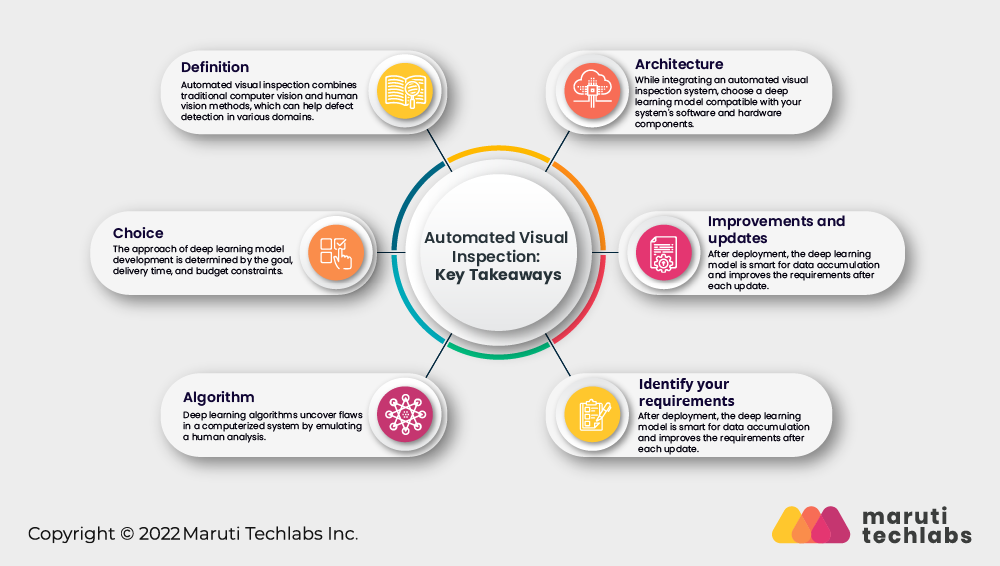 Definition
Automated visual inspection combines
traditional computer vision and human
vision methods, which can help defect
detection in various domains.
Architecture
While integrating an automated visual
inspection system, choose a deep
learning model compatible with your
system's software and hardware
components.
Choice
The approach of deep learning model
development is determined by the goal,
delivery time, and budget constraints.
Automated Visual
Inspection:
Key Takeaways
Improvements and
updates
After deployment, the deep learning
model is smart for data accumulation
and improves the requirements after
each update.
Algorithm
Deep learning algorithms uncover flaws
in a computerized system by emulating
a human analysis.
Identify your
requirements
After deployment, the deep learning
model is smart for data accumulation
and improves the requirements after
each update.
Copyright © 2022 Maruti Techlabs Inc.
maruti
techlabs